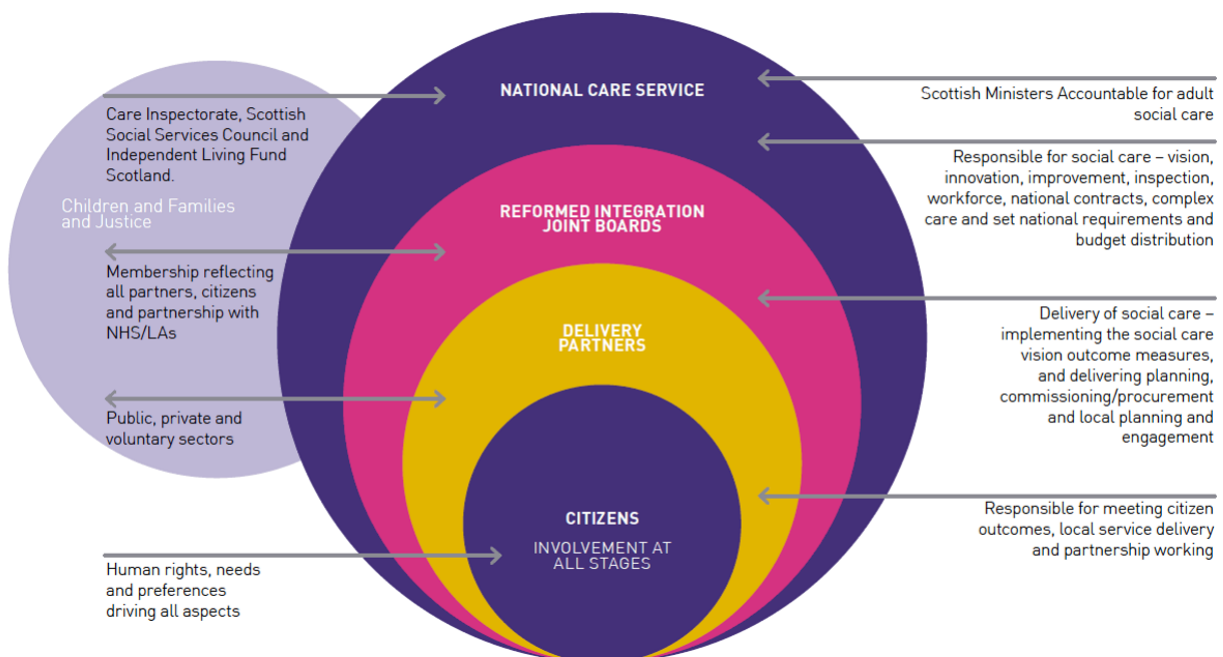 NATIONAL CARE SERVICE
REFORMED INTEGRATION
JOINT BOARDS
DELIVERY
PARTNERS
CITIZENS
INVOLVEMENT AT
ALL STAGES
Care Inspectorate, Scottish
Social Services Council and
Independent Living Fund
Scotland.
Children and Families
and Justice
Membership reflecting
all partners, citizens
and partnership with
NHS/LAs
Public, private and
voluntary sectors
Human rights, needs
and preferences
driving all aspects
Scottish Ministers Accountable for adult
social care
Responsible for social care – vision,
innovation, improvement, inspection,
workforce, national contracts, complex
care and set national requirements and
budget distribution
Delivery of social care –
implementing the social care
vision outcome measures,
and delivering planning,
commissioning/procurement
and local planning and
engagement
Responsible for meeting citizen
outcomes, local service delivery
and partnership working